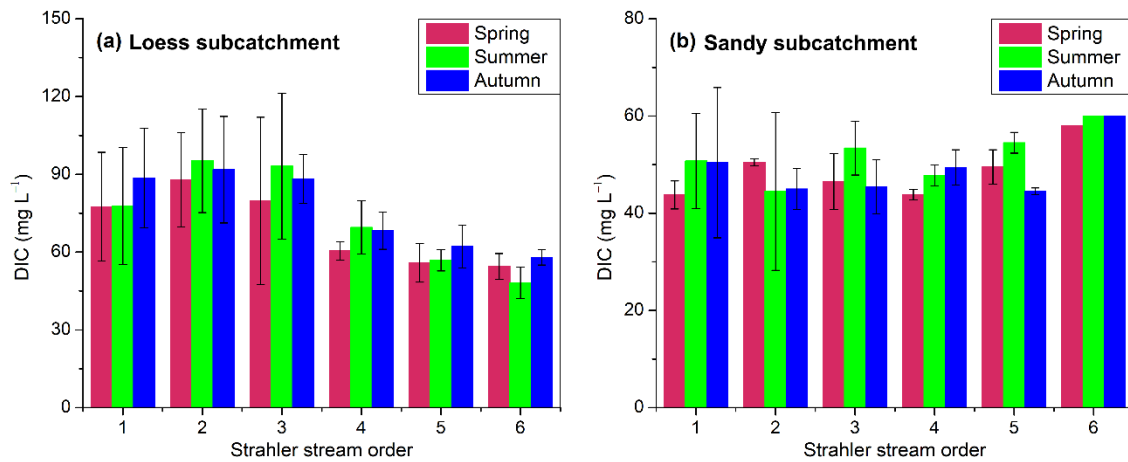 (a) Loess subcatchment
Spring
Summer
Autumn
150
120
90
60
30
0
DIC (mg L⁻¹)
1 2 3 4 5 6
Strahler stream order
(b) Sandy subcatchment
Spring
Summer
Autumn
80
60
40
20
0
DIC (mg L⁻¹)
1 2 3 4 5 6
Strahler stream order